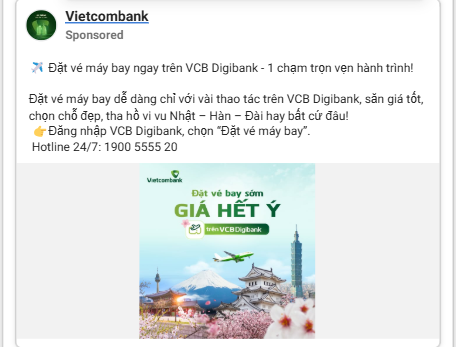 Vietcombank
Sponsored
✈️ Đặt vé máy bay ngay trên VCB Digibank - 1 chạm trọn vẹn hành trình!
Đặt vé máy bay dễ dàng chỉ với vài thao tác trên VCB Digibank, săn giá tốt,
chọn chỗ đẹp, tha hồ vi vu Nhật – Hàn – Đài hay bất cứ đâu!
👉Đăng nhập VCB Digibank, chọn “Đặt vé máy bay”.
Hotline 24/7: 1900 5555 20
Vietcombank
Đặt vé bay sớm
GIÁ HẾT Ý
trên VCB Digibank